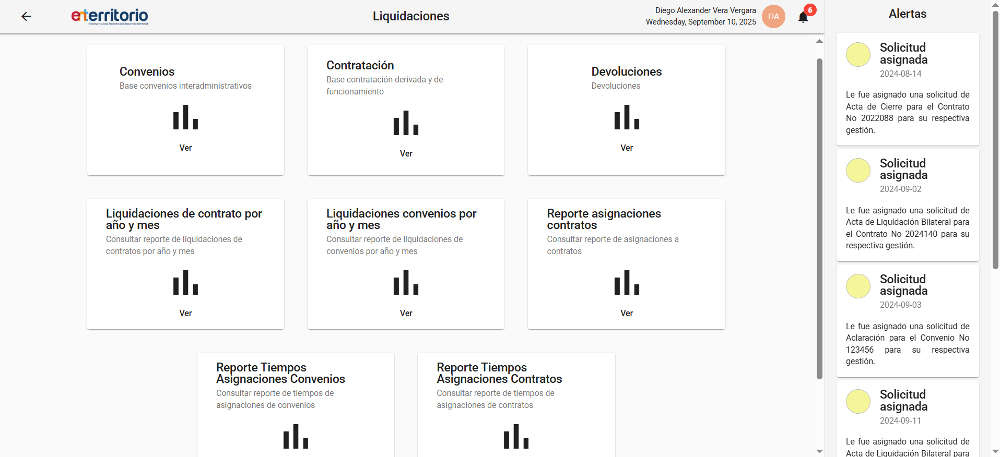 enterritorio
Empresa Nacional Promotora del Desarrollo Territorial
Liquidaciones
Diego Alexander Vera Vergara
Wednesday, September 10, 2025
DA
6
Convenios
Base convenios interadministrativos
Ver
Contratación
Base contratación derivada y de
funcionamiento
Ver
Devoluciones
Devoluciones
Ver
Liquidaciones de contrato por
año y mes
Consultar reporte de liquidaciones de
contratos por año y mes
Ver
Liquidaciones convenios por
año y mes
Consultar reporte de liquidaciones de
convenios por año y mes
Ver
Reporte asignaciones
contratos
Consultar reporte de asignaciones a
contratos
Ver
Reporte Tiempos
Asignaciones Convenios
Consultar reporte de tiempos de
asignaciones de convenios
Reporte Tiempos
Asignaciones Contratos
Consultar reporte de tiempos de
asignaciones de contratos
Alertas
Solicitud
asignada
2024-08-14
Le fue asignado una solicitud de
Acta de Cierre para el Contrato
No 2022088 para su respectiva
gestión.
Solicitud
asignada
2024-09-02
Le fue asignado una solicitud de
Acta de Liquidación Bilateral para
el Contrato No 2024140 para su
respectiva gestión.
Solicitud
asignada
2024-09-03
Le fue asignado una solicitud de
Aclaración para el Convenio No
123456 para su respectiva
gestión.
Solicitud
asignada
2024-09-11
Le fue asignado una solicitud de
Acta de Liquidación Bilateral para